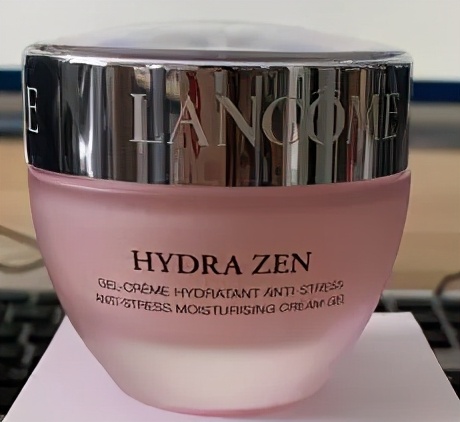 E LANCÔME
HYDRA ZEN
GEL-CRÈME HYDRATANT ANTI-STRESS
ANTI-STRESS MOISTURISING CREAM-GEL